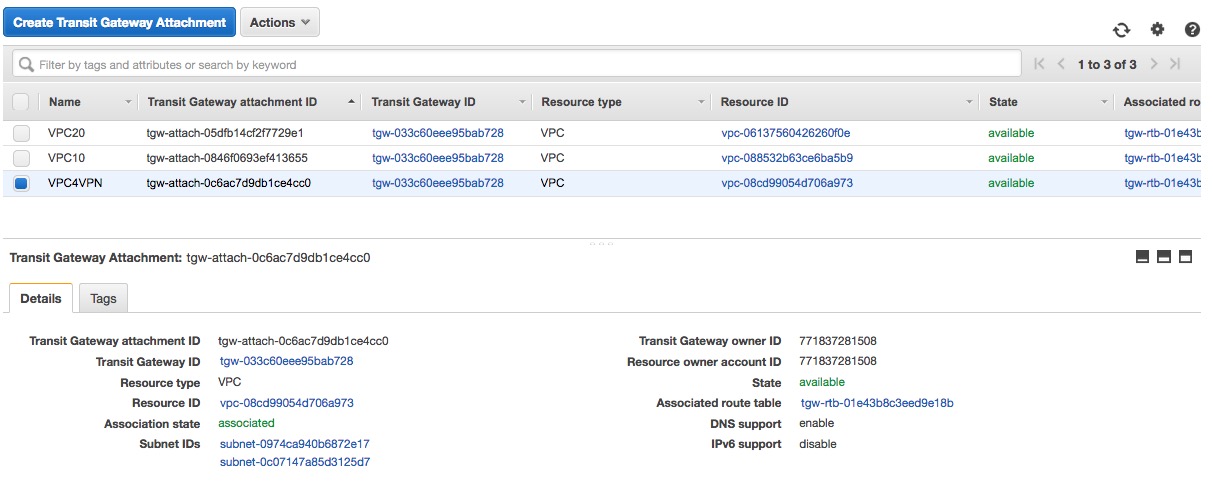 Create Transit Gateway Attachment Actions
Filter by tags and attributes or search by keyword 1 to 3 of 3
Name Transit Gateway attachment ID Transit Gateway ID Resource type Resource ID State Associated ro
VPC20 tgw-attach-05dfb14cf2f7729e1 tgw-033c60eee95bab728 VPC vpc-06137560426260f0e available tgw-rtb-01e43b
VPC10 tgw-attach-0846f0693ef413655 tgw-033c60eee95bab728 VPC vpc-088532b63ce6ba5b9 available tgw-rtb-01e43b
VPC4VPN tgw-attach-0c6ac7d9db1ce4cc0 tgw-033c60eee95bab728 VPC vpc-08cd99054d706a973 available tgw-rtb-01e43b
Transit Gateway Attachment: tgw-attach-0c6ac7d9db1ce4cc0
Details Tags
Transit Gateway attachment ID tgw-attach-0c6ac7d9db1ce4cc0 Transit Gateway owner ID 771837281508
Transit Gateway ID tgw-033c60eee95bab728 Resource owner account ID 771837281508
Resource type VPC State available
Resource ID vpc-08cd99054d706a973 Associated route table tgw-rtb-01e43b8c3eed9e18b
Association state associated DNS support enable
Subnet IDs subnet-0974ca940b6872e17 IPv6 support disable
subnet-0c07147a85d3125d7